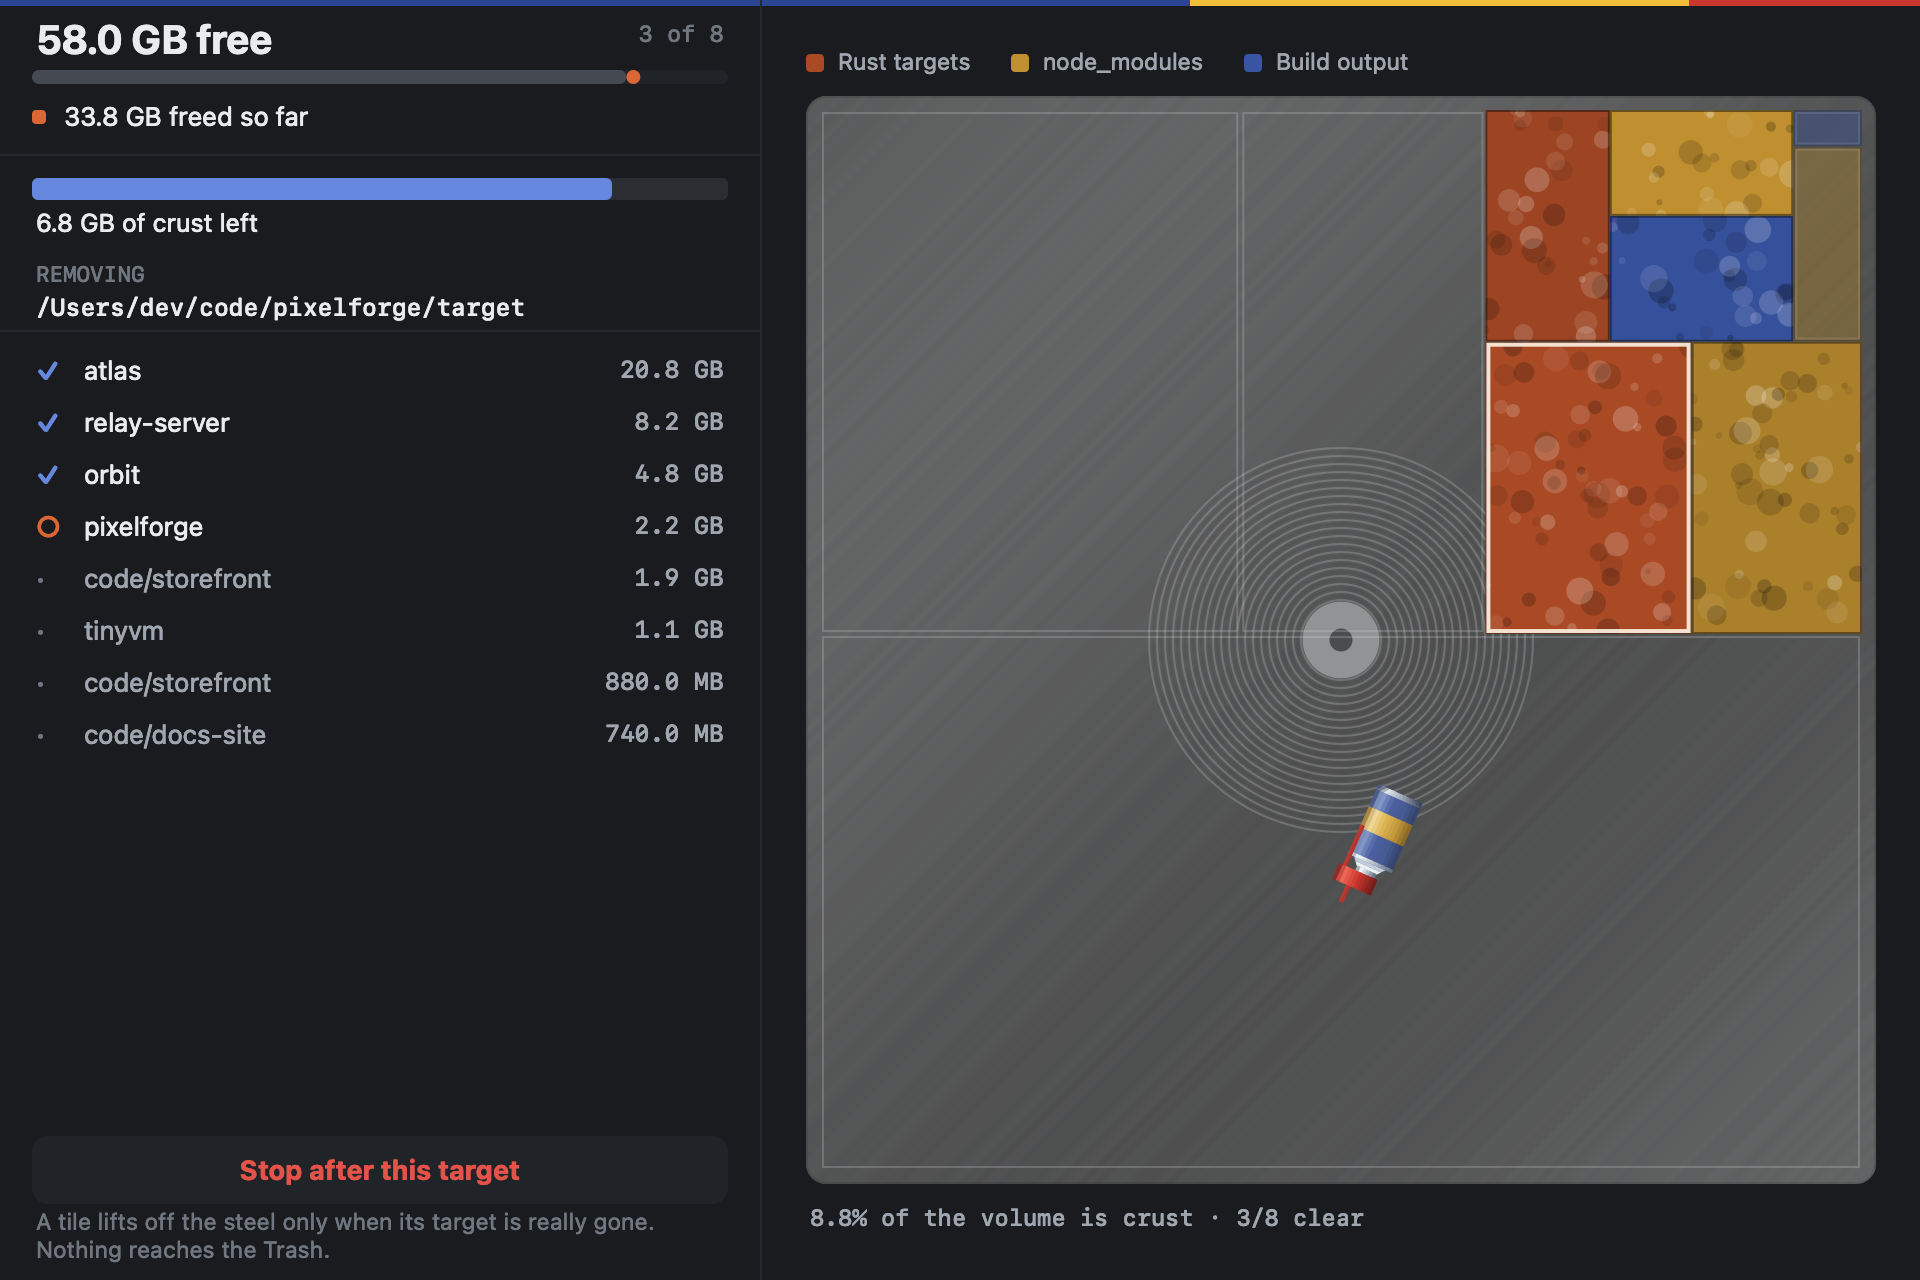 58.0 GB free
3 of 8
33.8 GB freed so far
6.8 GB of crust left
REMOVING
/Users/dev/code/pixelforge/target
atlas 20.8 GB
relay-server 8.2 GB
orbit 4.8 GB
pixelforge 2.2 GB
code/storefront 1.9 GB
tinyvm 1.1 GB
code/storefront 880.0 MB
code/docs-site 740.0 MB
Stop after this target
A tile lifts off the steel only when its target is really gone.
Nothing reaches the Trash.
Rust targets node_modules Build output
8.8% of the volume is crust · 3/8 clear